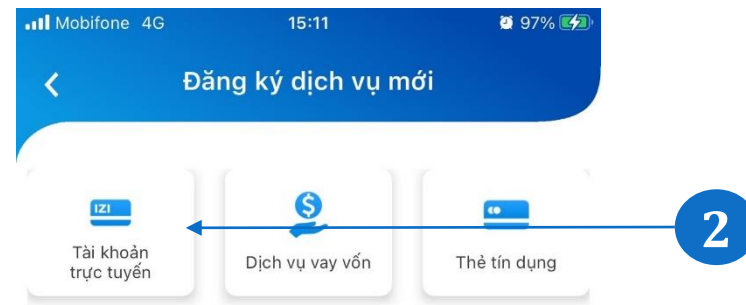 Mobifone 4G 15:11 97%
Đăng ký dịch vụ mới
IZI
Tài khoản
trực tuyến
Dịch vụ vay vốn
Thẻ tín dụng
2